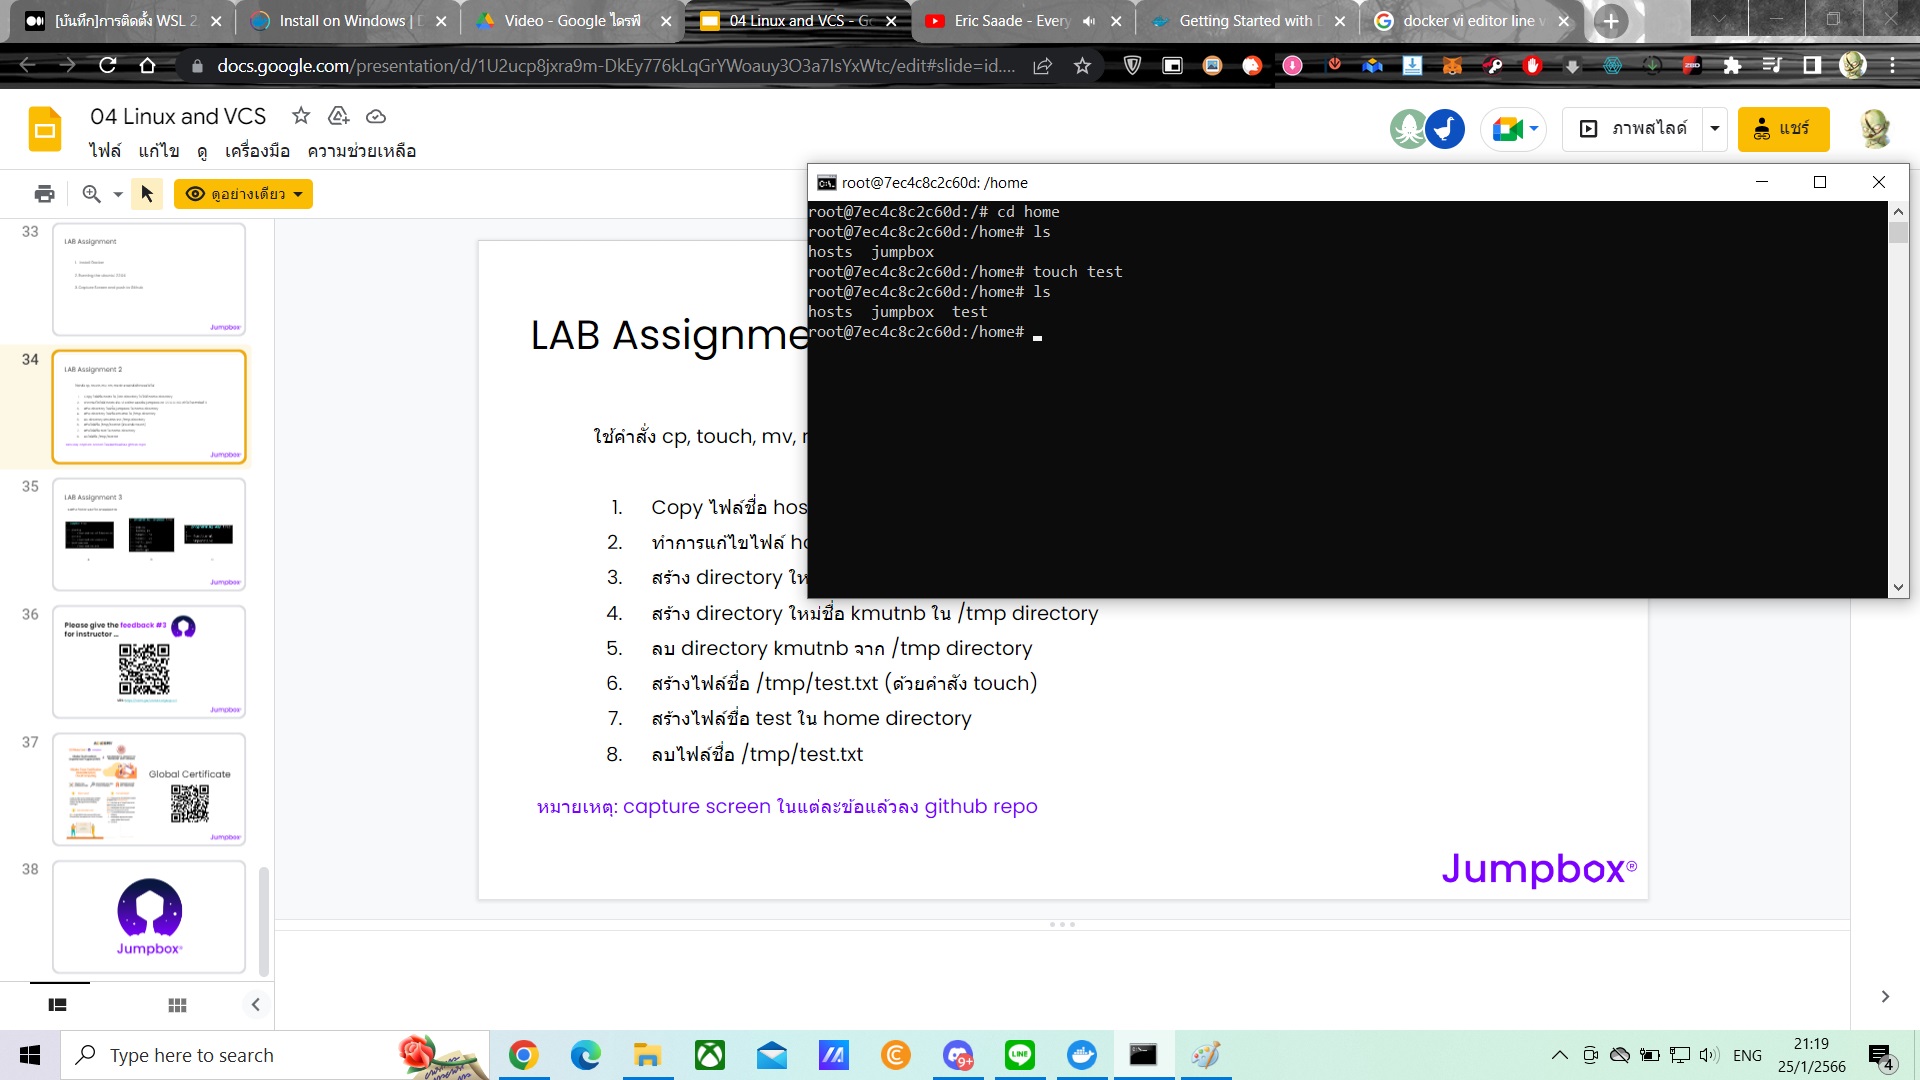 [บันทึก]การติดตั้ง WSL 2
Install on Windows | D
Video - Google ไดรฟ์
04 Linux and VCS - Go
Eric Saade - Every
Getting Started with D
docker vi editor line v
docs.google.com/presentation/d/1U2ucp8jxra9m-DkEy776kLqGrYWoauy3O3a7IsYxWtc/edit#slide=id....
04 Linux and VCS
ไฟล์ แก้ไข ดู เครื่องมือ ความช่วยเหลือ
ภาพสไลด์
แชร์
ดูอย่างเดียว
root@7ec4c8c2c60d: /home
root@7ec4c8c2c60d:/# cd home
root@7ec4c8c2c60d:/home# ls
hosts jumpbox
root@7ec4c8c2c60d:/home# touch test
root@7ec4c8c2c60d:/home# ls
hosts jumpbox test
root@7ec4c8c2c60d:/home#
33
LAB Assignment
Jumpbox
34
LAB Assignment 2
Jumpbox
35
LAB Assignment 3
Jumpbox
36
Please give the feedback #3
for instructor ...
Jumpbox
37
Global Certificate
Jumpbox
38
Jumpbox
LAB Assignme
ใช้คำสั่ง cp, touch, mv, r
1. Copy ไฟล์ชื่อ hos
2. ทำการแก้ไขไฟล์ ho
3. สร้าง directory ให
4. สร้าง directory ใหม่ชื่อ kmutnb ใน /tmp directory
5. ลบ directory kmutnb จาก /tmp directory
6. สร้างไฟล์ชื่อ /tmp/test.txt (ด้วยคำสัง touch)
7. สร้างไฟล์ชื่อ test ใน home directory
8. ลบไฟล์ชื่อ /tmp/test.txt
หมายเหตุ: capture screen ในแต่ละข้อแล้วลง github repo
Jumpbox®
Type here to search
9+
LINE
ENG
21:19
25/1/2566
4